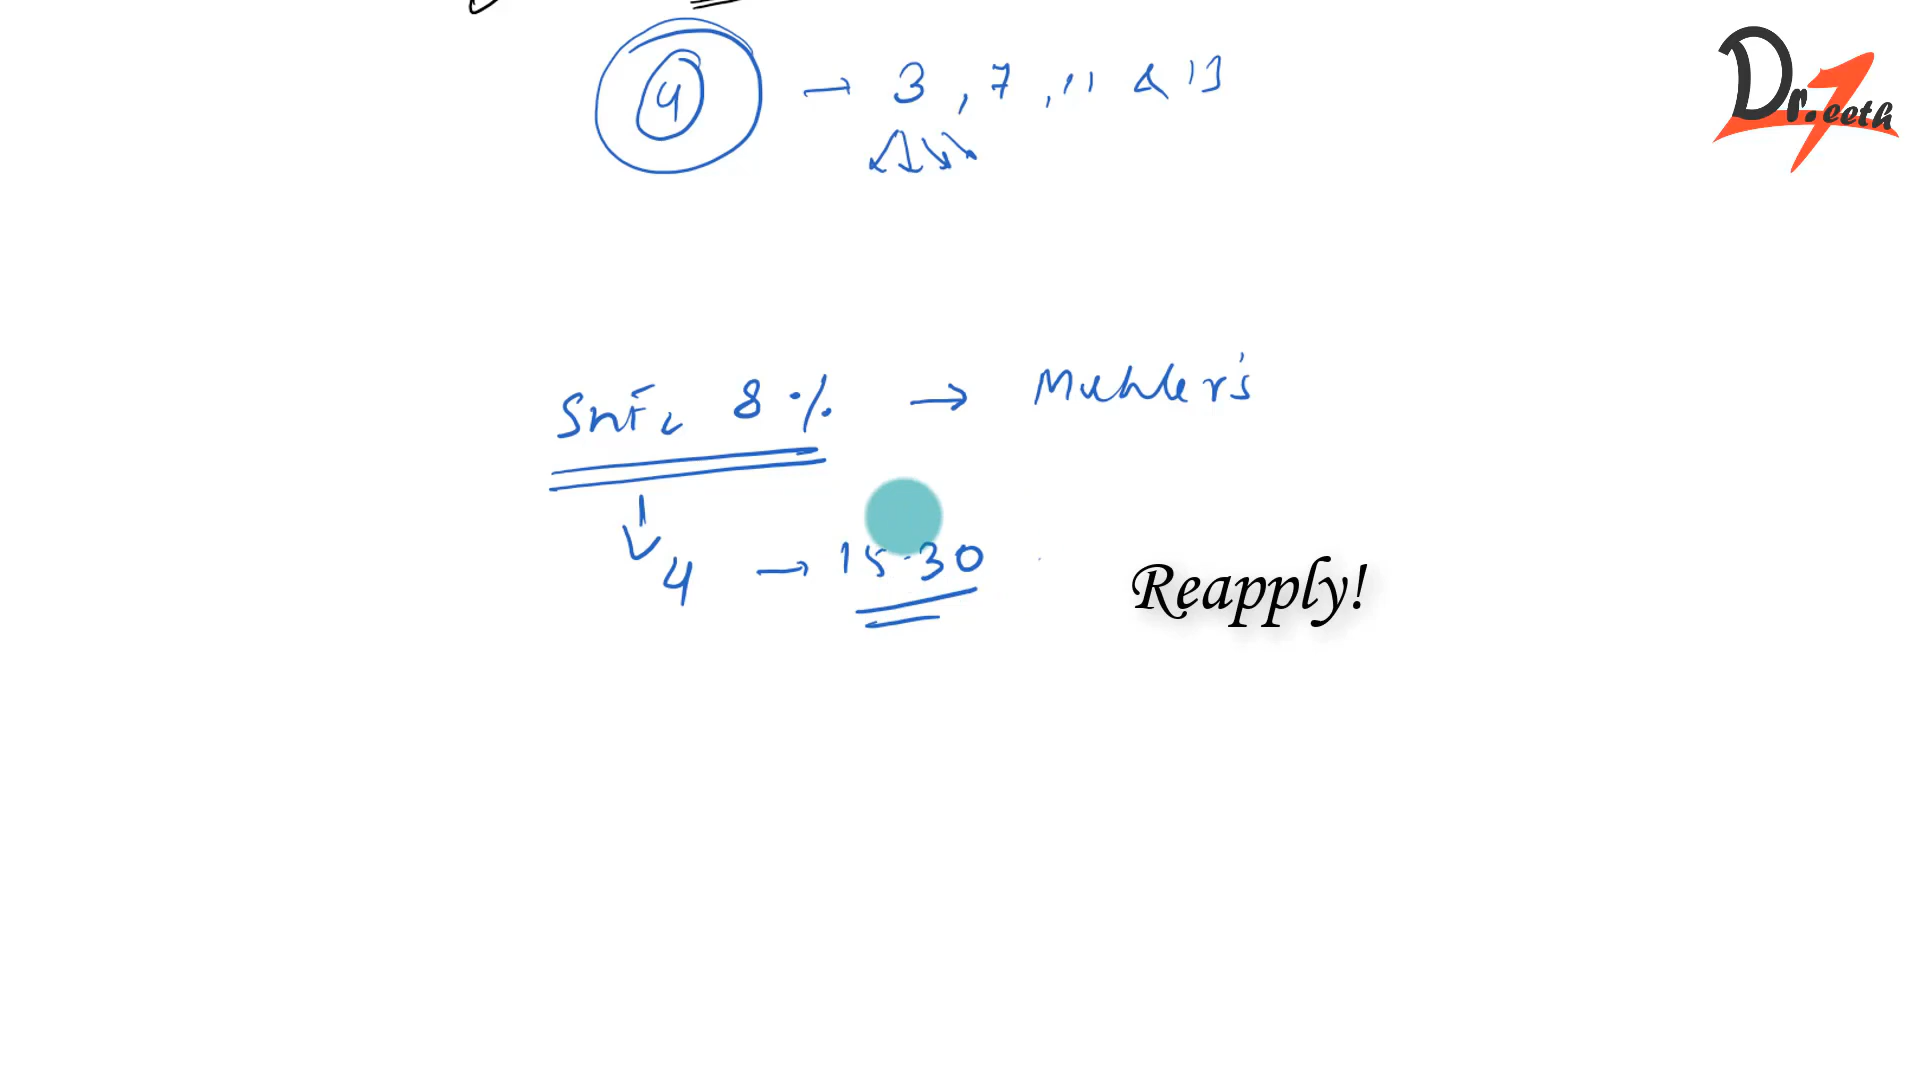 4 → 3, 7, 11 & 13
Dr.Teeth
SnF₂ 8% → Muhler's
4 → 15-30
Reapply!